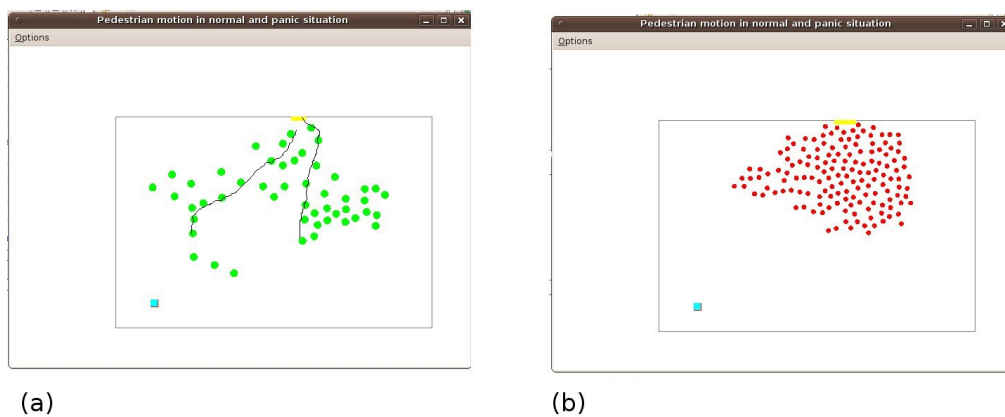 Pedestrian motion in normal and panic situation
Options
Pedestrian motion in normal and panic situation
Options
(a)
(b)